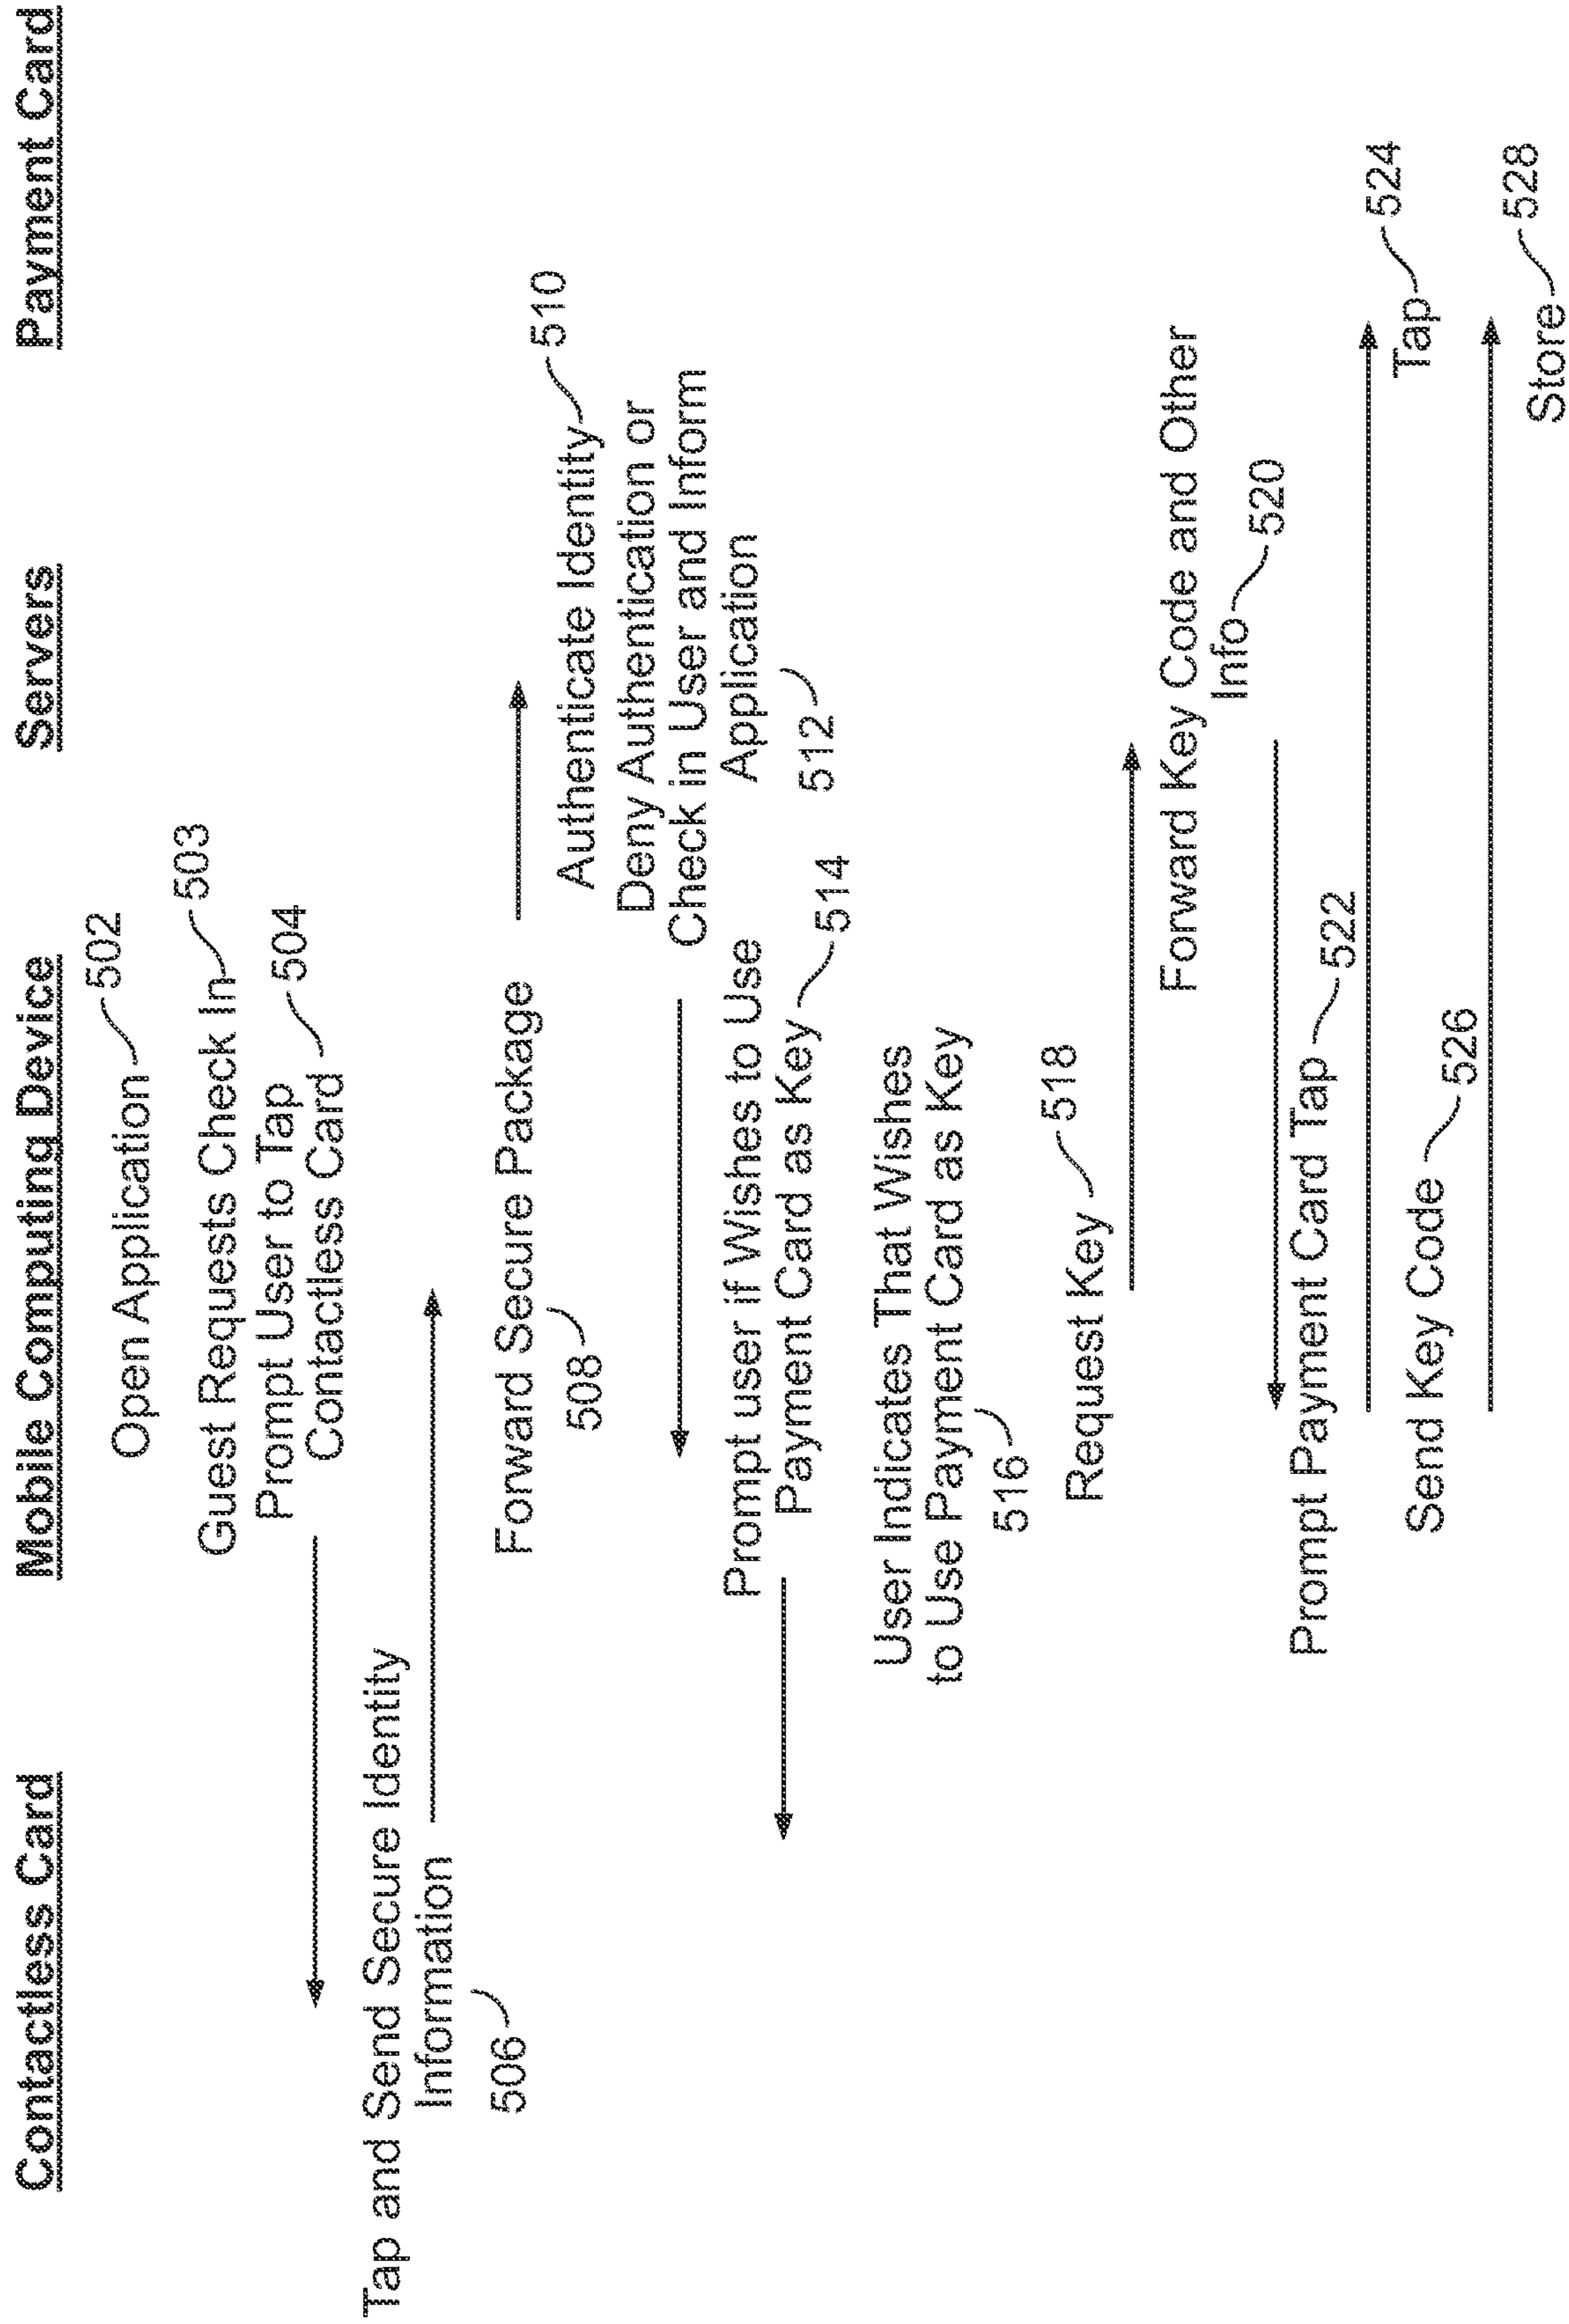 Contactless Card
Mobile Computing Device
Servers
Payment Card
Open Application
502
Guest Requests Check In
503
Prompt User to Tap
Contactless Card
504
Tap and Send Secure Identity
Information
506
Forward Secure Package
508
Authenticate Identity
510
Deny Authentication or
Check in User and Inform
Application
512
Prompt user if Wishes to Use
Payment Card as Key
514
User Indicates That Wishes
to Use Payment Card as Key
516
Request Key
518
Forward Key Code and Other
Info
520
Prompt Payment Card Tap
522
Tap
524
Send Key Code
526
Store
528